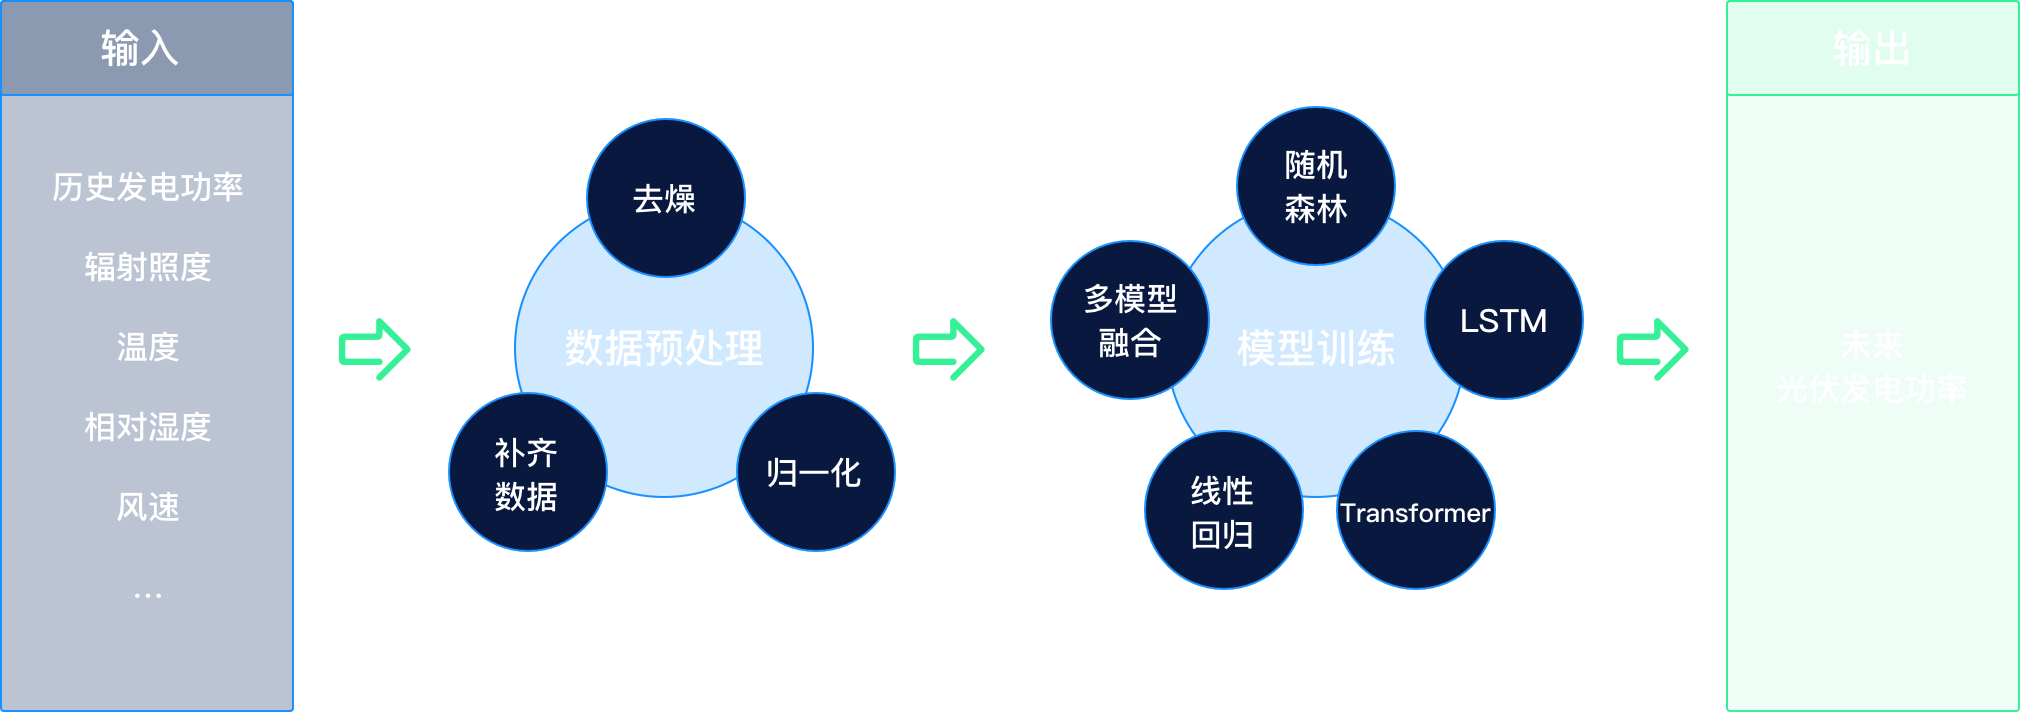 输入
历史发电功率
辐射照度
温度
相对湿度
风速
...
去燥
数据预处理
补齐
数据
归一化
随机
森林
多模型
融合
模型训练
LSTM
线性
回归
Transformer
输出
未来
光伏发电功率